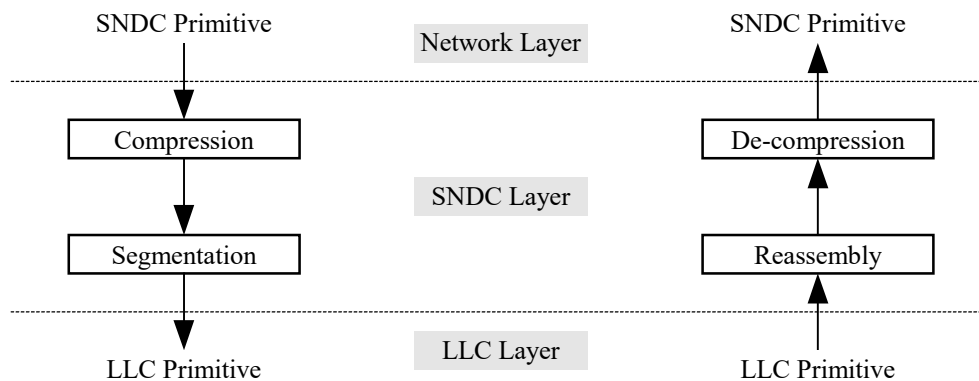 SNDC Primitive
Network Layer
SNDC Primitive
Compression
De-compression
SNDC Layer
Segmentation
Reassembly
LLC Primitive
LLC Layer
LLC Primitive